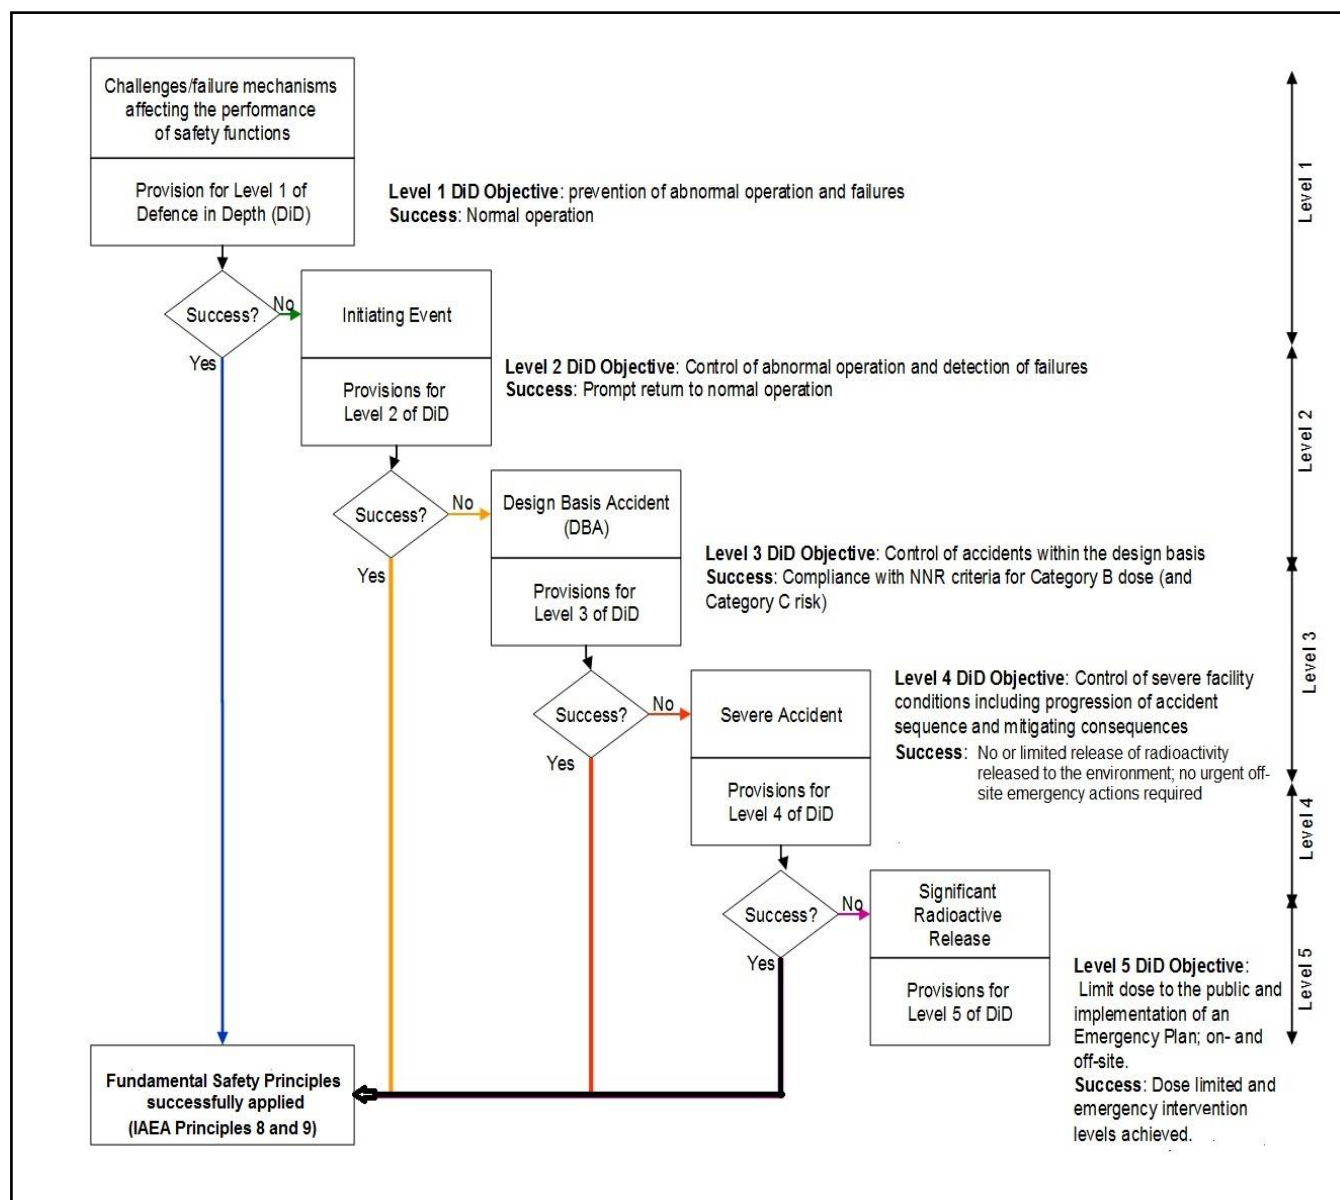 Challenges/failure mechanisms
affecting the performance
of safety functions
Provision for Level 1 of
Defence in Depth (DiD)
Level 1 DiD Objective: prevention of abnormal operation and failures
Success: Normal operation
Level 1
Success?
No
Yes
Initiating Event
Provisions for
Level 2 of DiD
Level 2 DiD Objective: Control of abnormal operation and detection of failures
Success: Prompt return to normal operation
Level 2
Success?
No
Yes
Design Basis Accident
(DBA)
Provisions for
Level 3 of DiD
Level 3 DiD Objective: Control of accidents within the design basis
Success: Compliance with NNR criteria for Category B dose (and
Category C risk)
Level 3
Success?
No
Yes
Severe Accident
Provisions for
Level 4 of DiD
Level 4 DiD Objective: Control of severe facility
conditions including progression of accident
sequence and mitigating consequences
Success: No or limited release of radioactivity
released to the environment; no urgent off-
site emergency actions required
Level 4
Success?
No
Yes
Significant
Radioactive
Release
Provisions for
Level 5 of DiD
Level 5 DiD Objective:
Limit dose to the public and
implementation of an
Emergency Plan; on- and
off-site.
Success: Dose limited and
emergency intervention
levels achieved.
Level 5
Fundamental Safety Principles
successfully applied
(IAEA Principles 8 and 9)